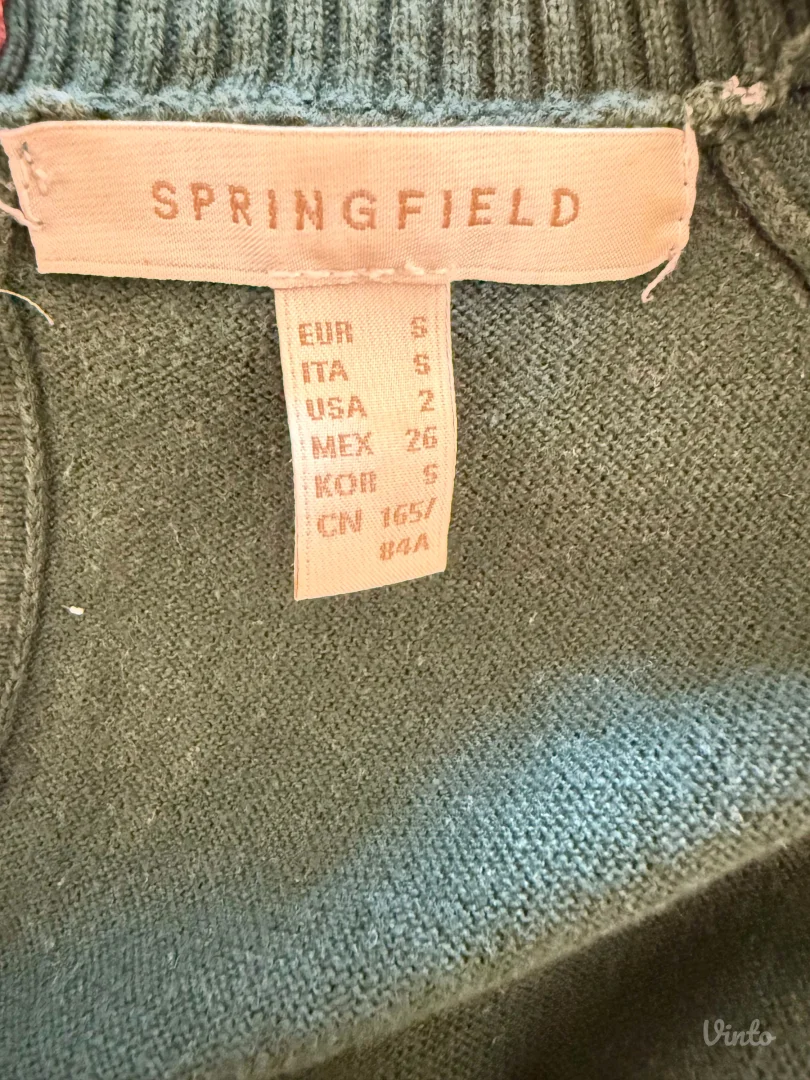 SPRINGFIELD
EUR S
ITA S
USA 2
MEX 26
KOR S
CN 165/
84A
Vinto